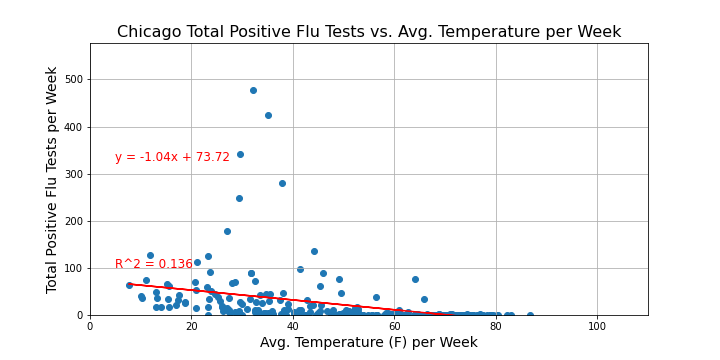 Chicago Total Positive Flu Tests vs. Avg. Temperature per Week
Total Positive Flu Tests per Week
500
400
300
200
100
0
y = -1.04x + 73.72
R^2 = 0.136
0 20 40 60 80 100
Avg. Temperature (F) per Week